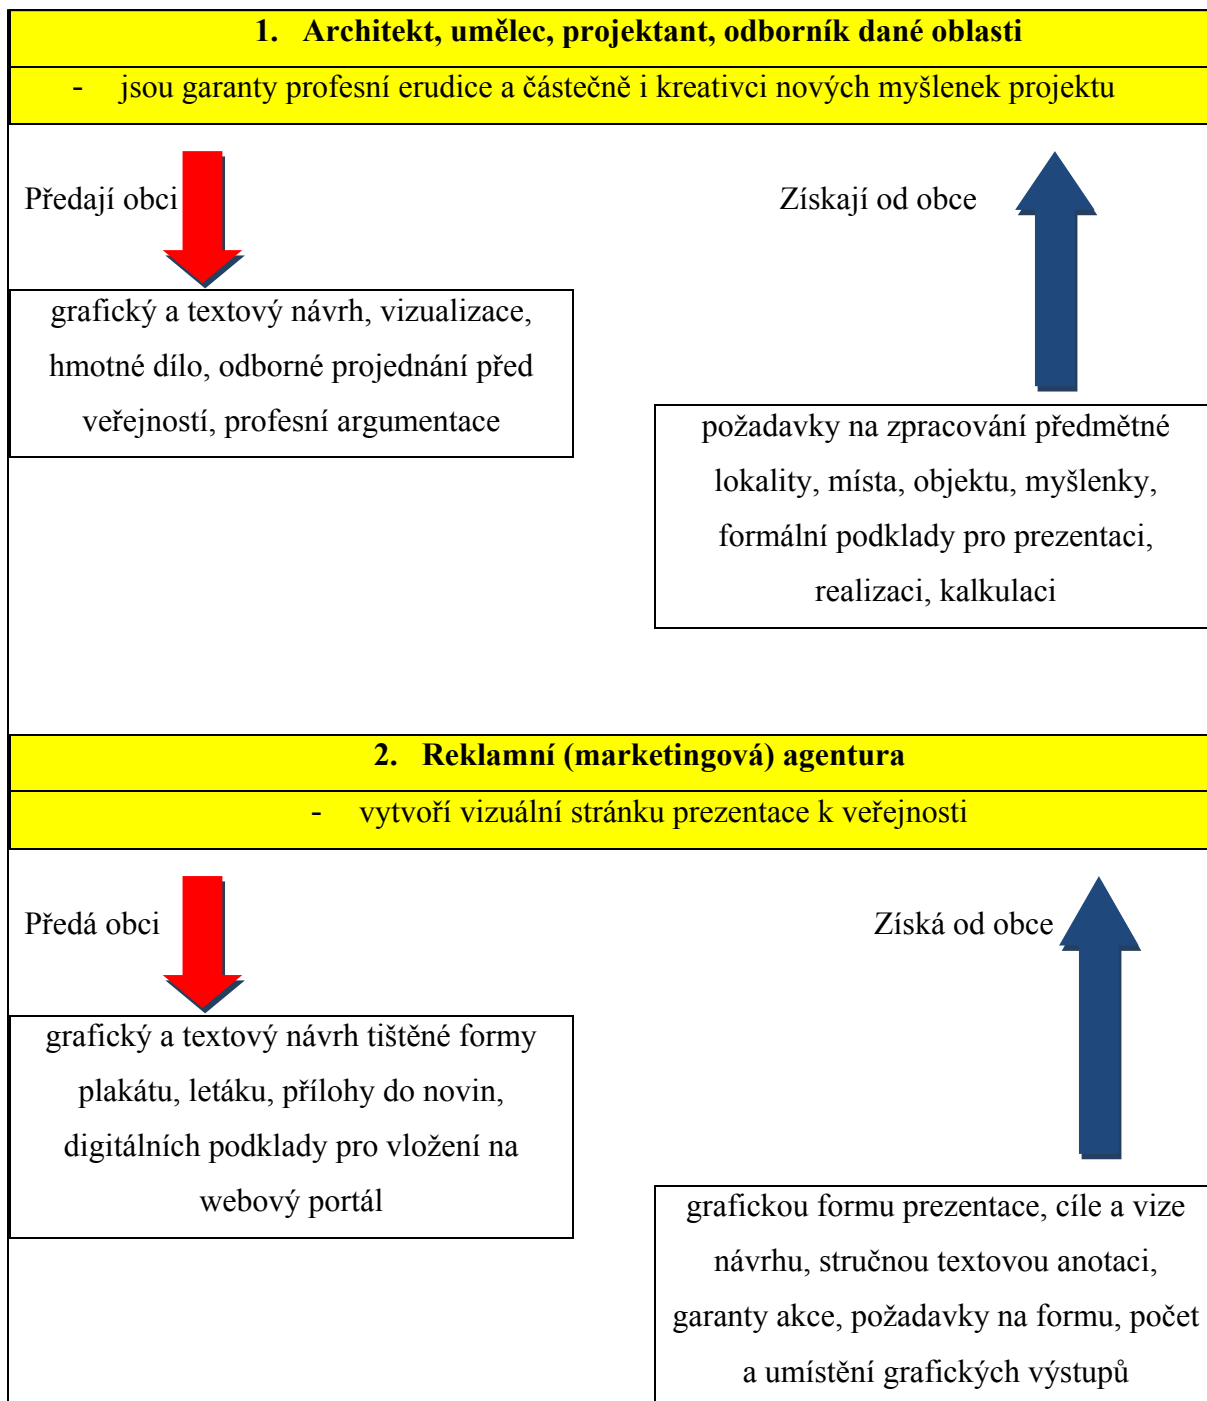 1. Architekt, umělec, projektant, odborník dané oblasti
- jsou garanty profesní erudice a částečně i kreativci nových myšlenek projektu
Předají obci
Získají od obce
grafický a textový návrh, vizualizace,
hmotné dílo, odborné projednání před
veřejností, profesní argumentace
požadavky na zpracování předmětné
lokality, místa, objektu, myšlenky,
formální podklady pro prezentaci,
realizaci, kalkulaci
2. Reklamní (marketingová) agentura
- vytvoří vizuální stránku prezentace k veřejnosti
Předá obci
Získá od obce
grafický a textový návrh tištěné formy
plakátu, letáku, přílohy do novin,
digitálních podklady pro vložení na
webový portál
grafickou formu prezentace, cíle a vize
návrhu, stručnou textovou anotaci,
garanty akce, požadavky na formu, počet
a umístění grafických výstupů